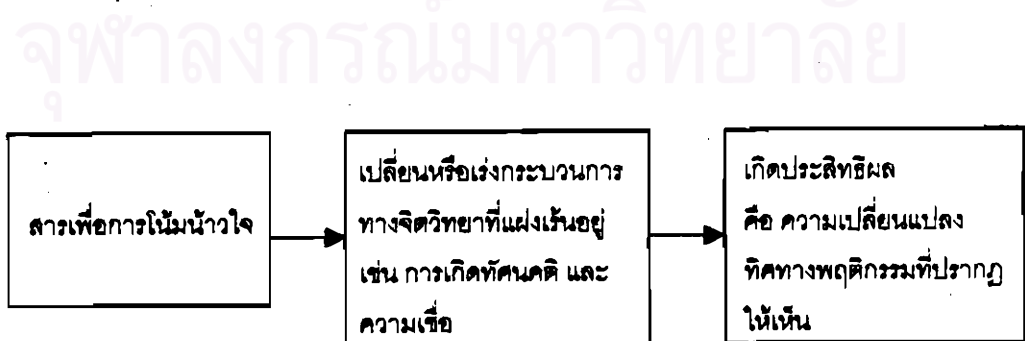 จุฬาลงกรณ์มหาวิทยาลัย
สารเพื่อการโน้มน้าวใจ
เปลี่ยนหรือเร่งกระบวนการ
ทางจิตวิทยาที่แฝงเร้นอยู่
เช่น การเกิดทัศนคติ และ
ความเชื่อ
เกิดประสิทธิผล
คือ ความเปลี่ยนแปลง
ทิศทางพฤติกรรมที่ปรากฏ
ให้เห็น